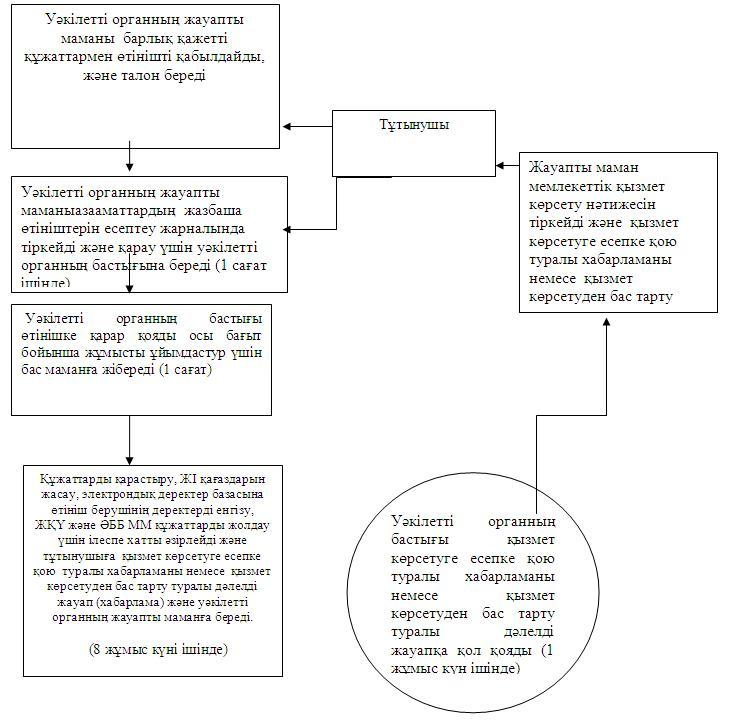 Уәкілетті органның жауапты
маманы барлық қажетті
құжаттармен өтінішті қабылдайды,
және талон береді
Тұтынушы
Уәкілетті органның жауапты
маманыазааматтардың жазбаша
өтініштерін есептеу жарналында
тіркейді және қарау үшін уәкілетті
органның бастығына береді (1 сағат
ішінде)
Уәкілетті органның бастығы
өтінішке қарар қояды осы бағыт
бойынша жұмысты ұйымдастур үшін
бас маманға жібереді (1 сағат)
Құжаттарды қарастыру, ЖІ қағаздарын
жасау, электрондық деректер базасына
өтініш берушінің деректерді енгізу,
ЖҚҮ және ӘББ ММ құжаттарды жолдау
үшін ілеспе хатты әзірлейді және
тұтынушыға қызмет көрсетуге есепке
қою туралы хабарламаны немесе қызмет
көрсетуден бас тарту туралы дәлелді
жауап (хабарлама) және уәкілетті
органның жауапты маманға береді.
(8 жұмыс күні ішінде)
Жауапты маман
мемлекеттік қызмет
көрсету нәтижесін
тіркейді және қызмет
көрсетуге есепке қою
туралы хабарламаны
немесе қызмет
көрсетуден бас тарту
Уәкілетті органның
бастығы қызмет
көрсетуге есепке қою
туралы хабарламаны
немесе қызмет
көрсетуден бас тарту
туралы дәлелді
жауапқа қол қояды (1
жұмыс күн ішінде)